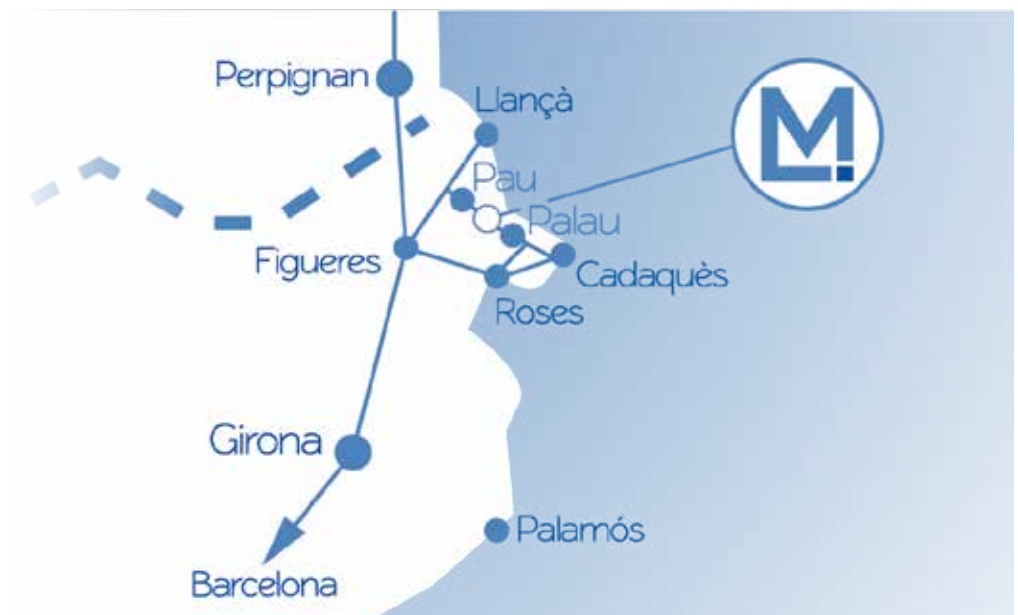 Perpignan
Llançà
Pau
Palau
Figueres
Cadaquès
Roses
Girona
Palamós
Barcelona